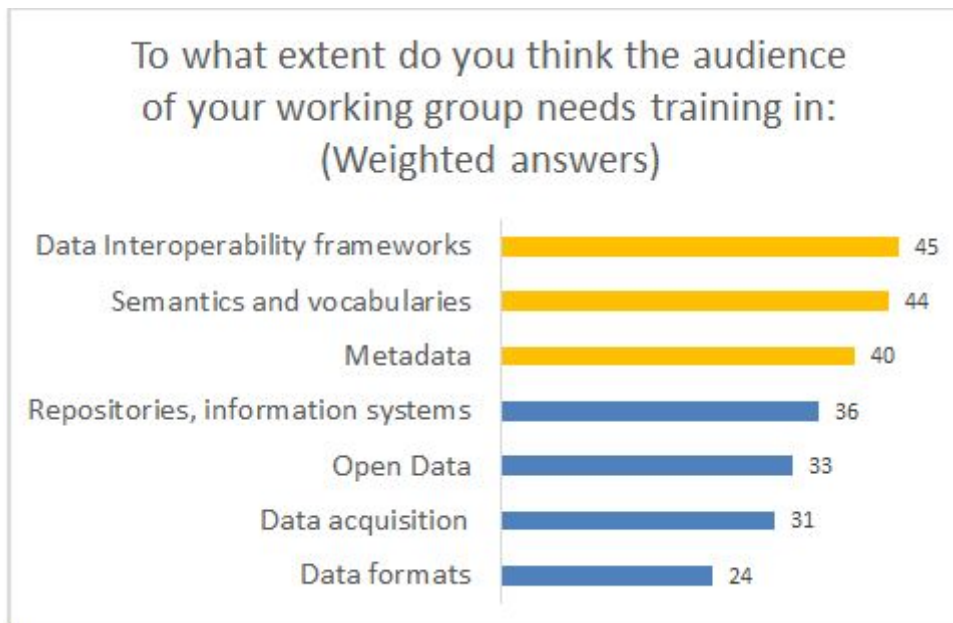 To what extent do you think the audience
of your working group needs training in:
(Weighted answers)
Data Interoperability frameworks 45
Semantics and vocabularies 44
Metadata 40
Repositories, information systems 36
Open Data 33
Data acquisition 31
Data formats 24